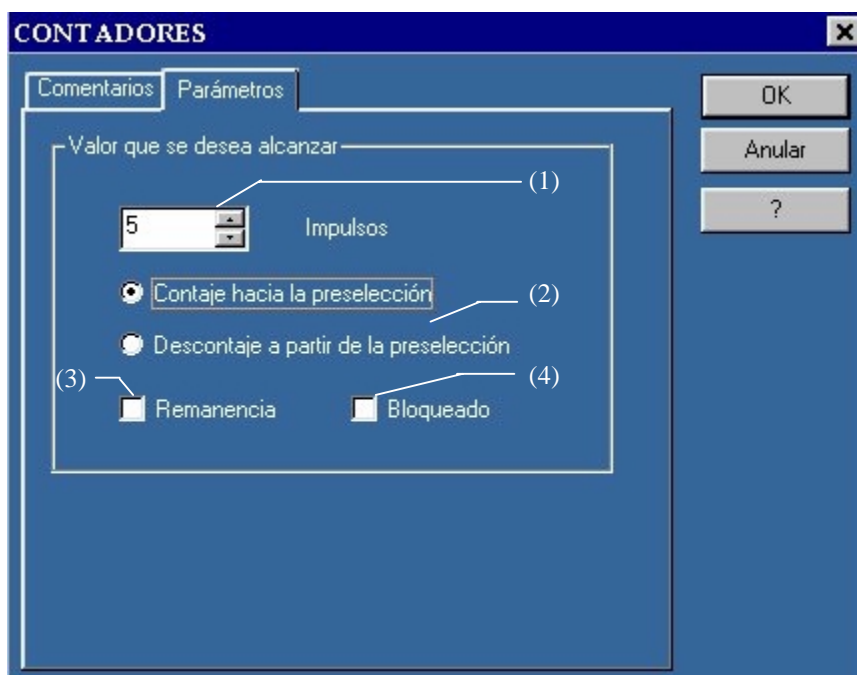 CONTADORES
Comentarios Parámetros
OK
Anular
?
Valor que se desea alcanzar
(1)
5 Impulsos
Contaje hacia la preselección
(2)
Descontaje a partir de la preselección
(3) (4)
Remanencia Bloqueado